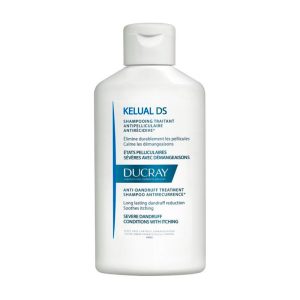 KELUAL DS
SHAMPOOING TRAITANT
ANTIPELLICULAIRE
ANTIRÉCIDIVE*
Élimine durablement les pellicules
Calme les démangeaisons
ÉTATS PELLICULAIRES
SÉVÈRES AVEC DÉMANGEAISONS
DUCRAY
ANTI-DANDRUFF TREATMENT
SHAMPOO ANTIRECURRENCE*
Long lasting dandruff reduction
Soothes itching
SEVERE DANDRUFF
CONDITIONS WITH ITCHING